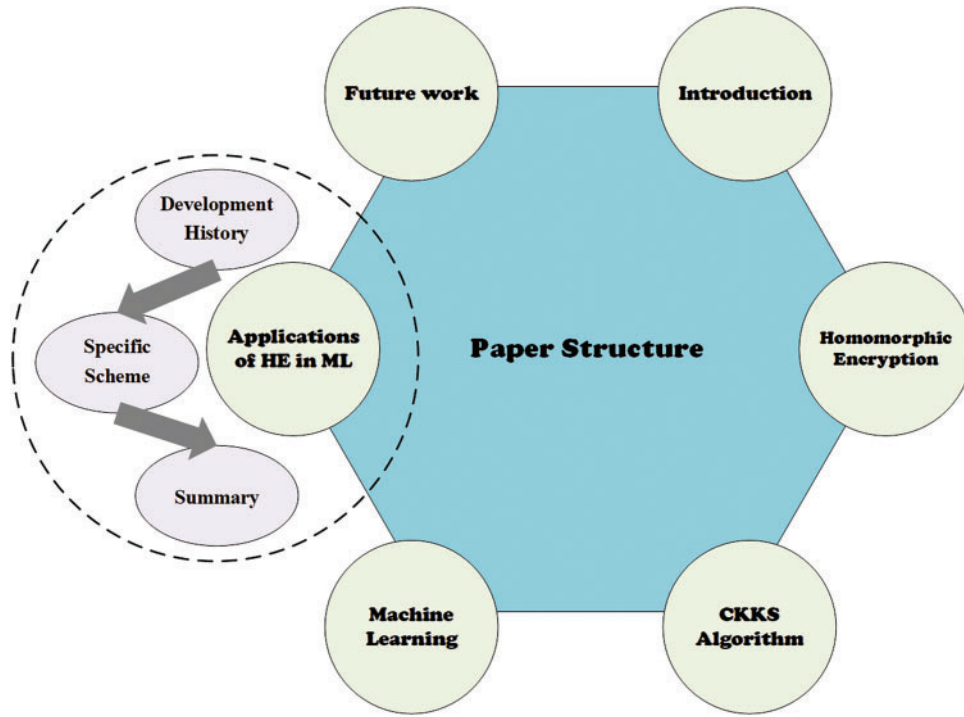 Future work
Introduction
Development
History
Applications
of HE in ML
Specific
Scheme
Summary
Paper Structure
Homomorphic
Encryption
Machine
Learning
CKKS
Algorithm